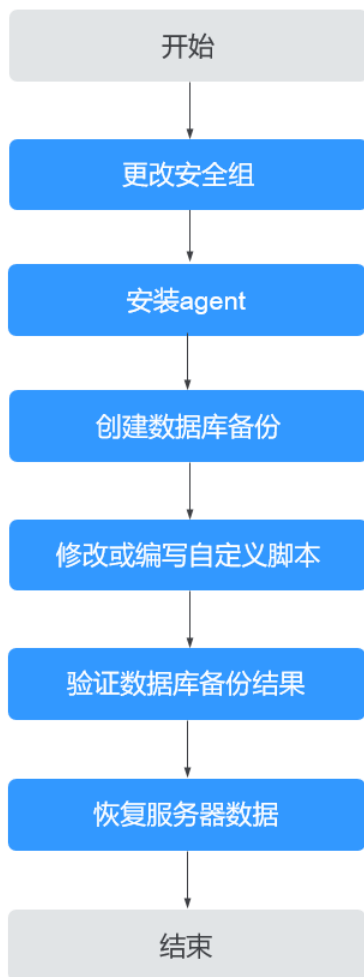 开始
更改安全组
安装agent
创建数据库备份
修改或编写自定义脚本
验证数据库备份结果
恢复服务器数据
结束